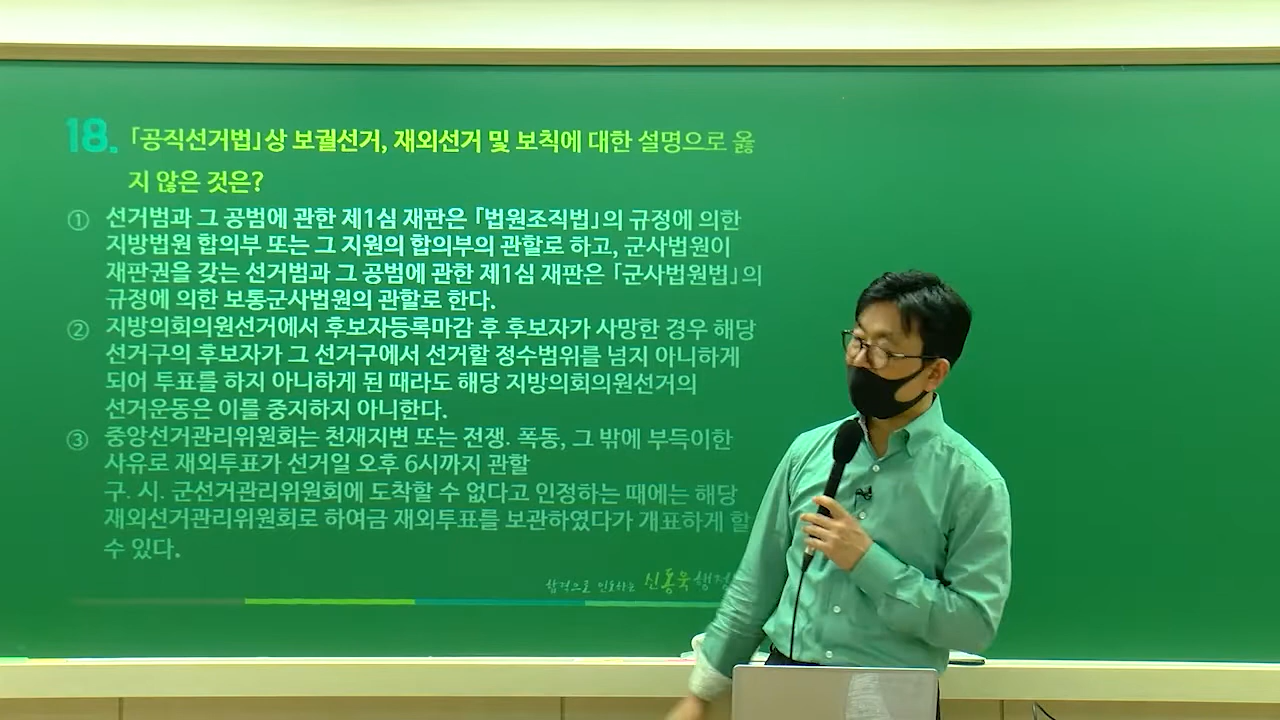 18. 「공직선거법」상 보궐선거, 재외선거 및 보칙에 대한 설명으로 옳
지 않은 것은?
① 선거범과 그 공범에 관한 제1심 재판은 「법원조직법」의 규정에 의한
지방법원 합의부 또는 그 지원의 합의부의 관할로 하고, 군사법원이
재판권을 갖는 선거범과 그 공범에 관한 제1심 재판은 「군사법원법」의
규정에 의한 보통군사법원의 관할로 한다.
② 지방의회의원선거에서 후보자등록마감 후 후보자가 사망한 경우 해당
선거구의 후보자가 그 선거구에서 선거할 정수범위를 넘지 아니하게
되어 투표를 하지 아니하게 된 때라도 해당 지방의회의원선거의
선거운동은 이를 중지하지 아니한다.
③ 중앙선거관리위원회는 천재지변 또는 전쟁. 폭동, 그 밖에 부득이한
사유로 재외투표가 선거일 오후 6시까지 관할
구. 시. 군선거관리위원회에 도착할 수 없다고 인정하는 때에는 해당
재외선거관리위원회로 하여금 재외투표를 보관하였다가 개표하게 할
수 있다.
합격으로 인도하는 신동욱 행정